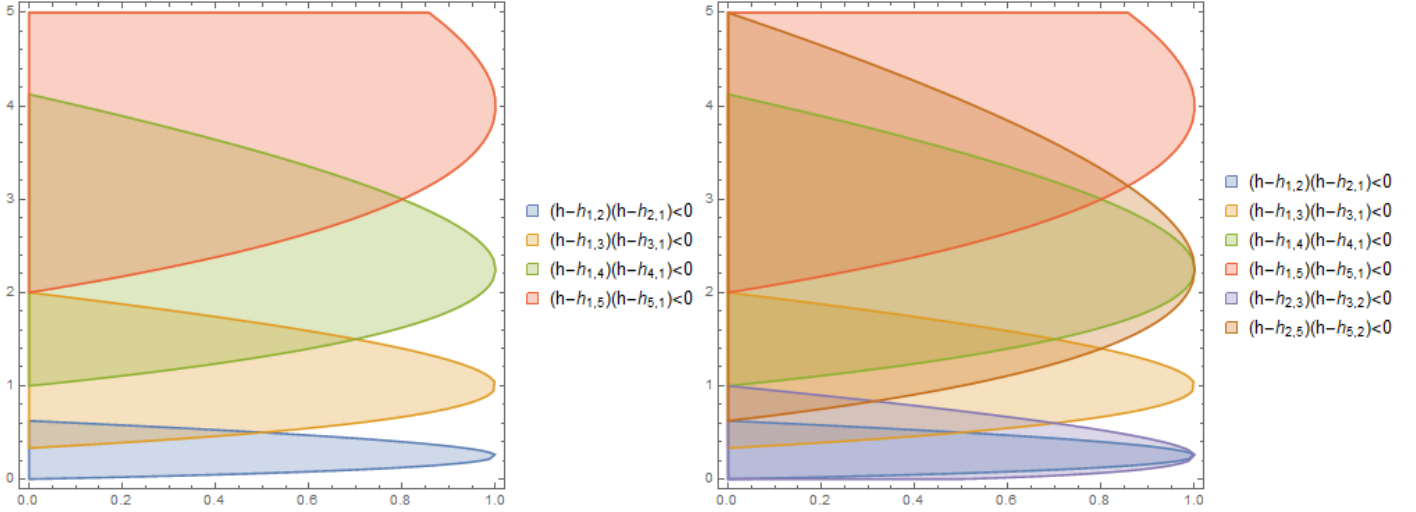 5
4
3
2
1
0
0.0 0.2 0.4 0.6 0.8 1.0
(h−h1,2)(h−h2,1)<0
(h−h1,3)(h−h3,1)<0
(h−h1,4)(h−h4,1)<0
(h−h1,5)(h−h5,1)<0
5
4
3
2
1
0
0.0 0.2 0.4 0.6 0.8 1.0
(h−h1,2)(h−h2,1)<0
(h−h1,3)(h−h3,1)<0
(h−h1,4)(h−h4,1)<0
(h−h1,5)(h−h5,1)<0
(h−h2,3)(h−h3,2)<0
(h−h2,5)(h−h5,2)<0